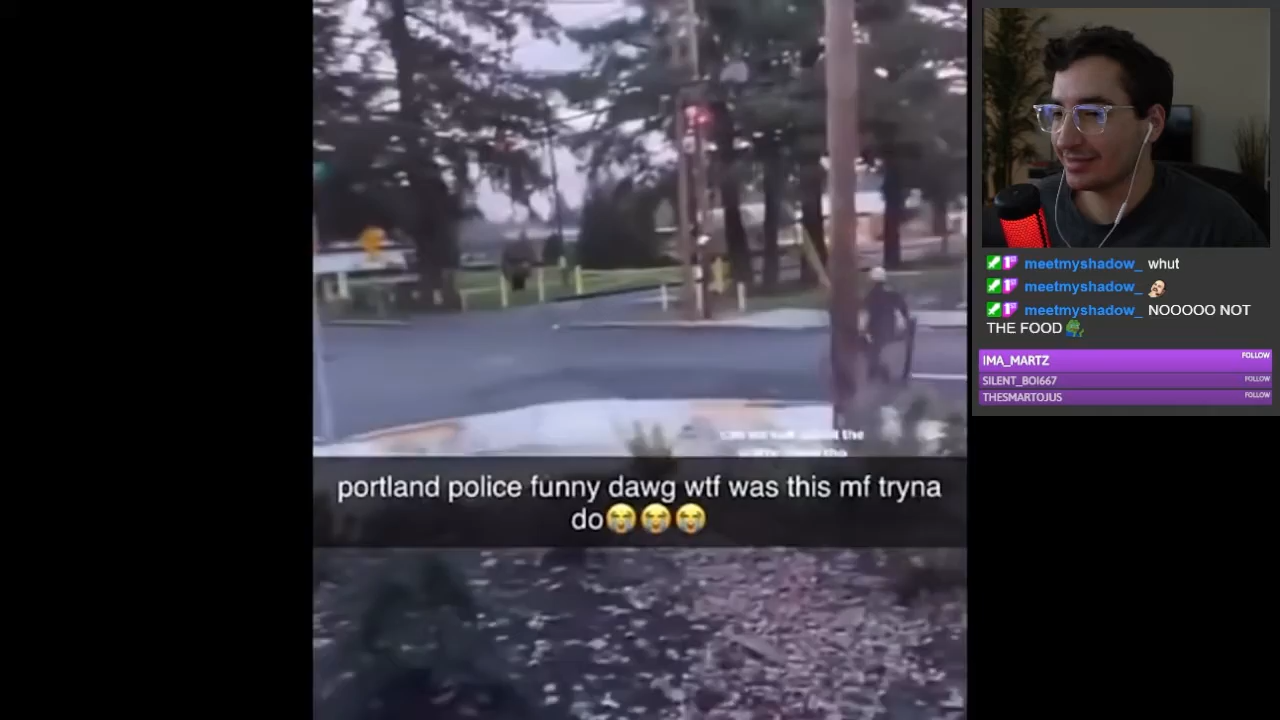 meetmyshadow_ whut
meetmyshadow_
meetmyshadow_ NOOOOO NOT
THE FOOD
IMA_MARTZ FOLLOW
SILENT_BOI667 FOLLOW
THESMARTOJUS FOLLOW
the
portland police funny dawg wtf was this mf tryna
do😭😭😭